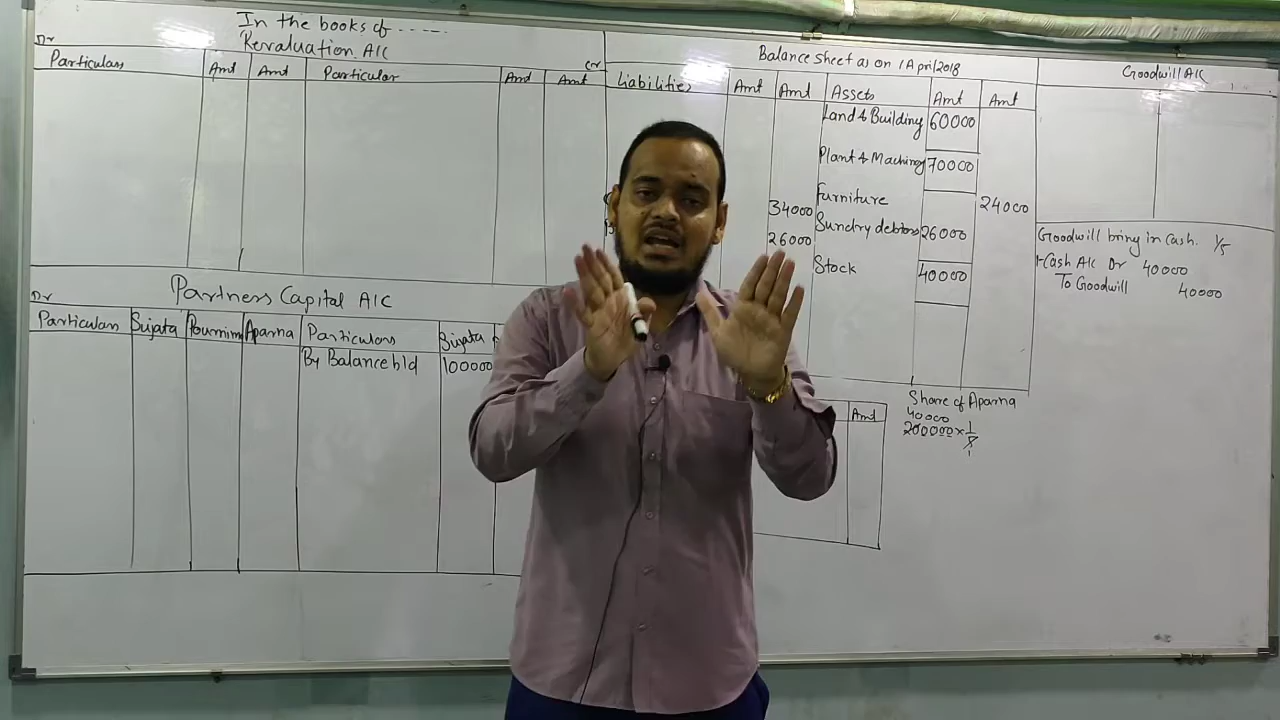 In the books of - - - - -
Revaluation A/C
Dr
Cr
Particulars Amt Amt Particular Amt Amt
Balance sheet as on 1 April 2018
Liabilities Amt Amt Assets Amt Amt
Land & Building 60000
Plant & Machinery 70000
34000 Furniture 24000
26000 Sundry debtors 26000
Stock 40000
Goodwill A/C
Goodwill bring in cash. 1/5
1-Cash A/C Dr 40000
To Goodwill 40000
Partners Capital A/C
Dr
Particulars Sujata Pournima Aparna Particulars Sujata
By Balance b/d 100000
Amt
Share of Aparna
40000
200000 × 1/5
1